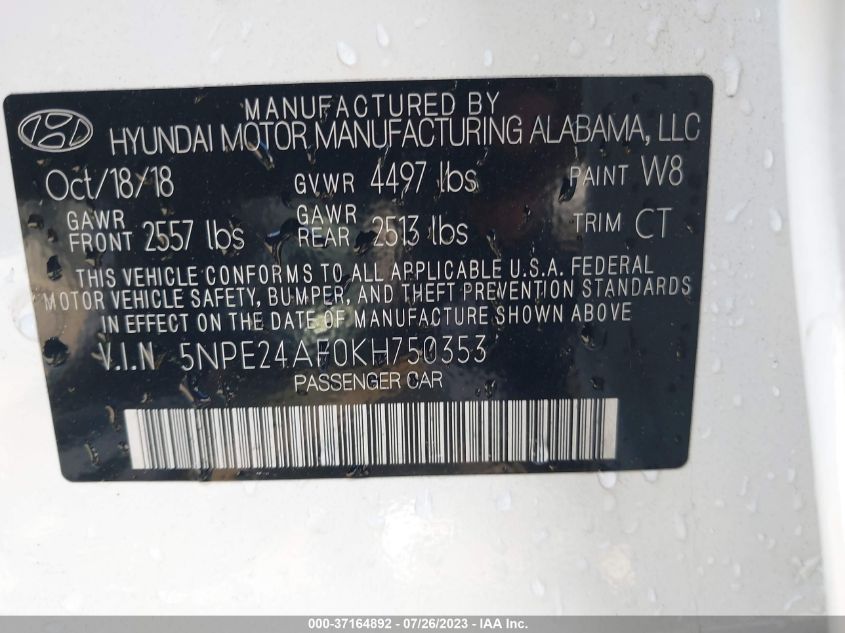 MANUFACTURED BY
HYUNDAI MOTOR MANUFACTURING ALABAMA, LLC
Oct/18/18 GVWR 4497 lbs PAINT W8
GAWR FRONT 2557 lbs GAWR REAR 2513 lbs TRIM CT
THIS VEHICLE CONFORMS TO ALL APPLICABLE U.S.A. FEDERAL
MOTOR VEHICLE SAFETY, BUMPER, AND THEFT PREVENTION STANDARDS
IN EFFECT ON THE DATE OF MANUFACTURE SHOWN ABOVE
V.I.N 5NPE24AF0KH750353
PASSENGER CAR
000-37164892 - 07/26/2023 - IAA Inc.